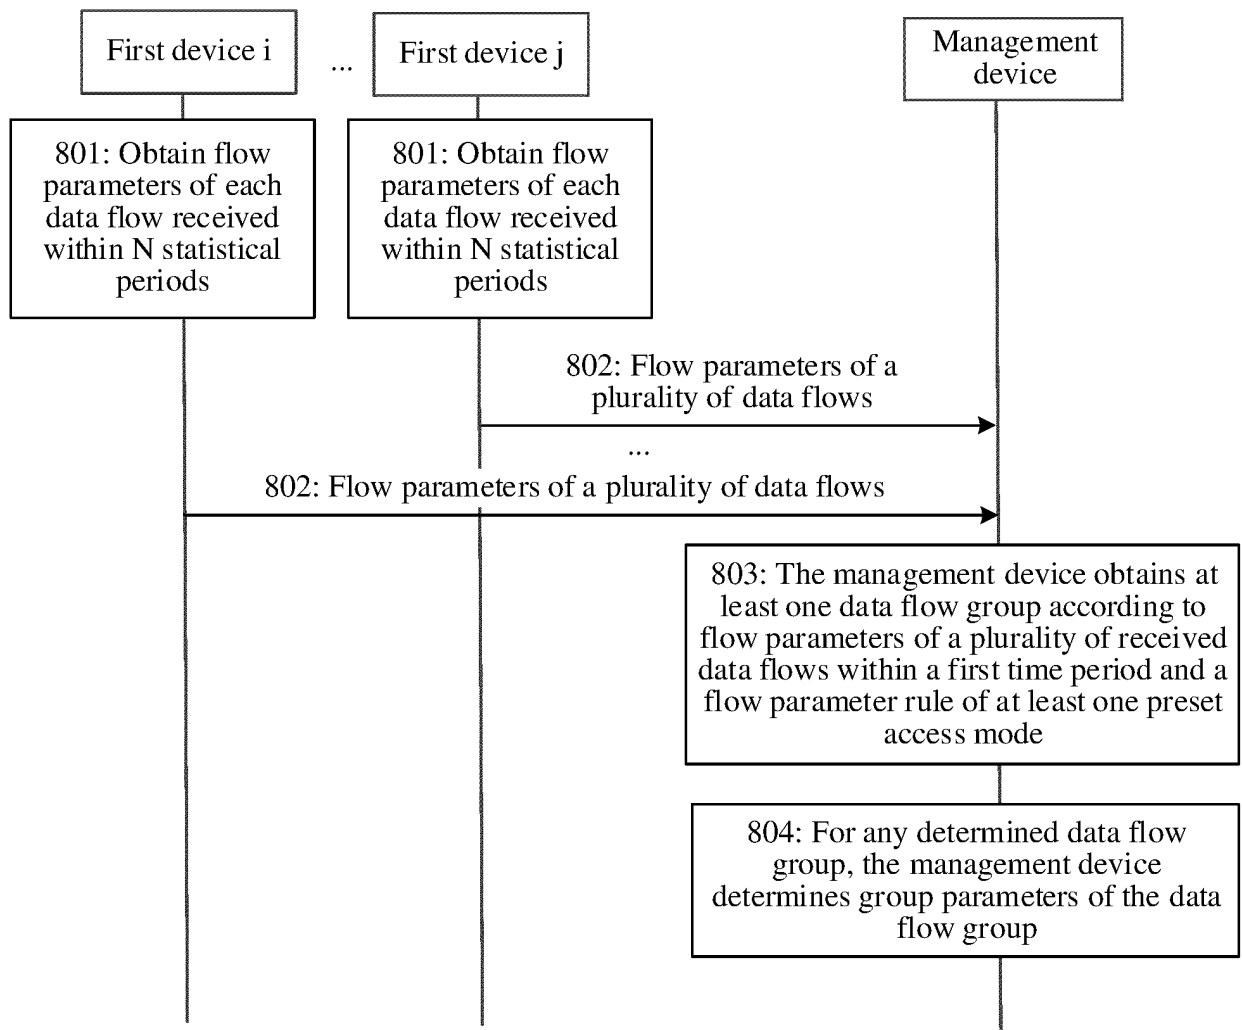 First device i
...
First device j
Management
device
801: Obtain flow
parameters of each
data flow received
within N statistical
periods
801: Obtain flow
parameters of each
data flow received
within N statistical
periods
802: Flow parameters of a
plurality of data flows
...
802: Flow parameters of a plurality of data flows
803: The management device obtains at
least one data flow group according to
flow parameters of a plurality of received
data flows within a first time period and a
flow parameter rule of at least one preset
access mode
804: For any determined data flow
group, the management device
determines group parameters of the data
flow group